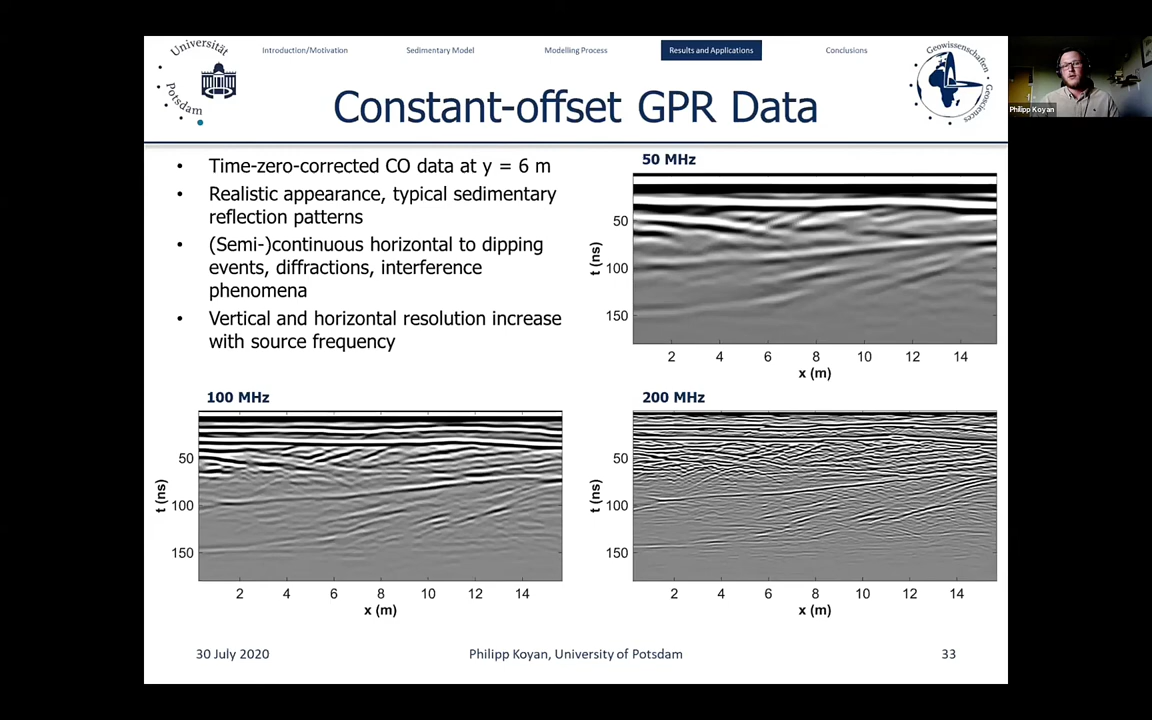 Universität
Potsdam
Introduction/Motivation
Sedimentary Model
Modelling Process
Results and Applications
Conclusions
Geowissenschaften
Geosciences
Philipp Koyan
Constant-offset GPR Data
• Time-zero-corrected CO data at y = 6 m
• Realistic appearance, typical sedimentary
reflection patterns
• (Semi-)continuous horizontal to dipping
events, diffractions, interference
phenomena
• Vertical and horizontal resolution increase
with source frequency
50 MHz
50
100
150
t (ns)
2 4 6 8 10 12 14
x (m)
100 MHz
50
100
150
t (ns)
2 4 6 8 10 12 14
x (m)
200 MHz
50
100
150
t (ns)
2 4 6 8 10 12 14
x (m)
30 July 2020
Philipp Koyan, University of Potsdam
33